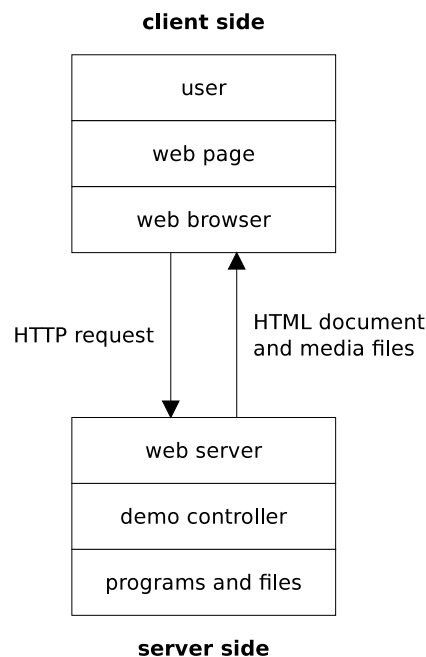 client side
user
web page
web browser
HTTP request
HTML document
and media files
web server
demo controller
programs and files
server side